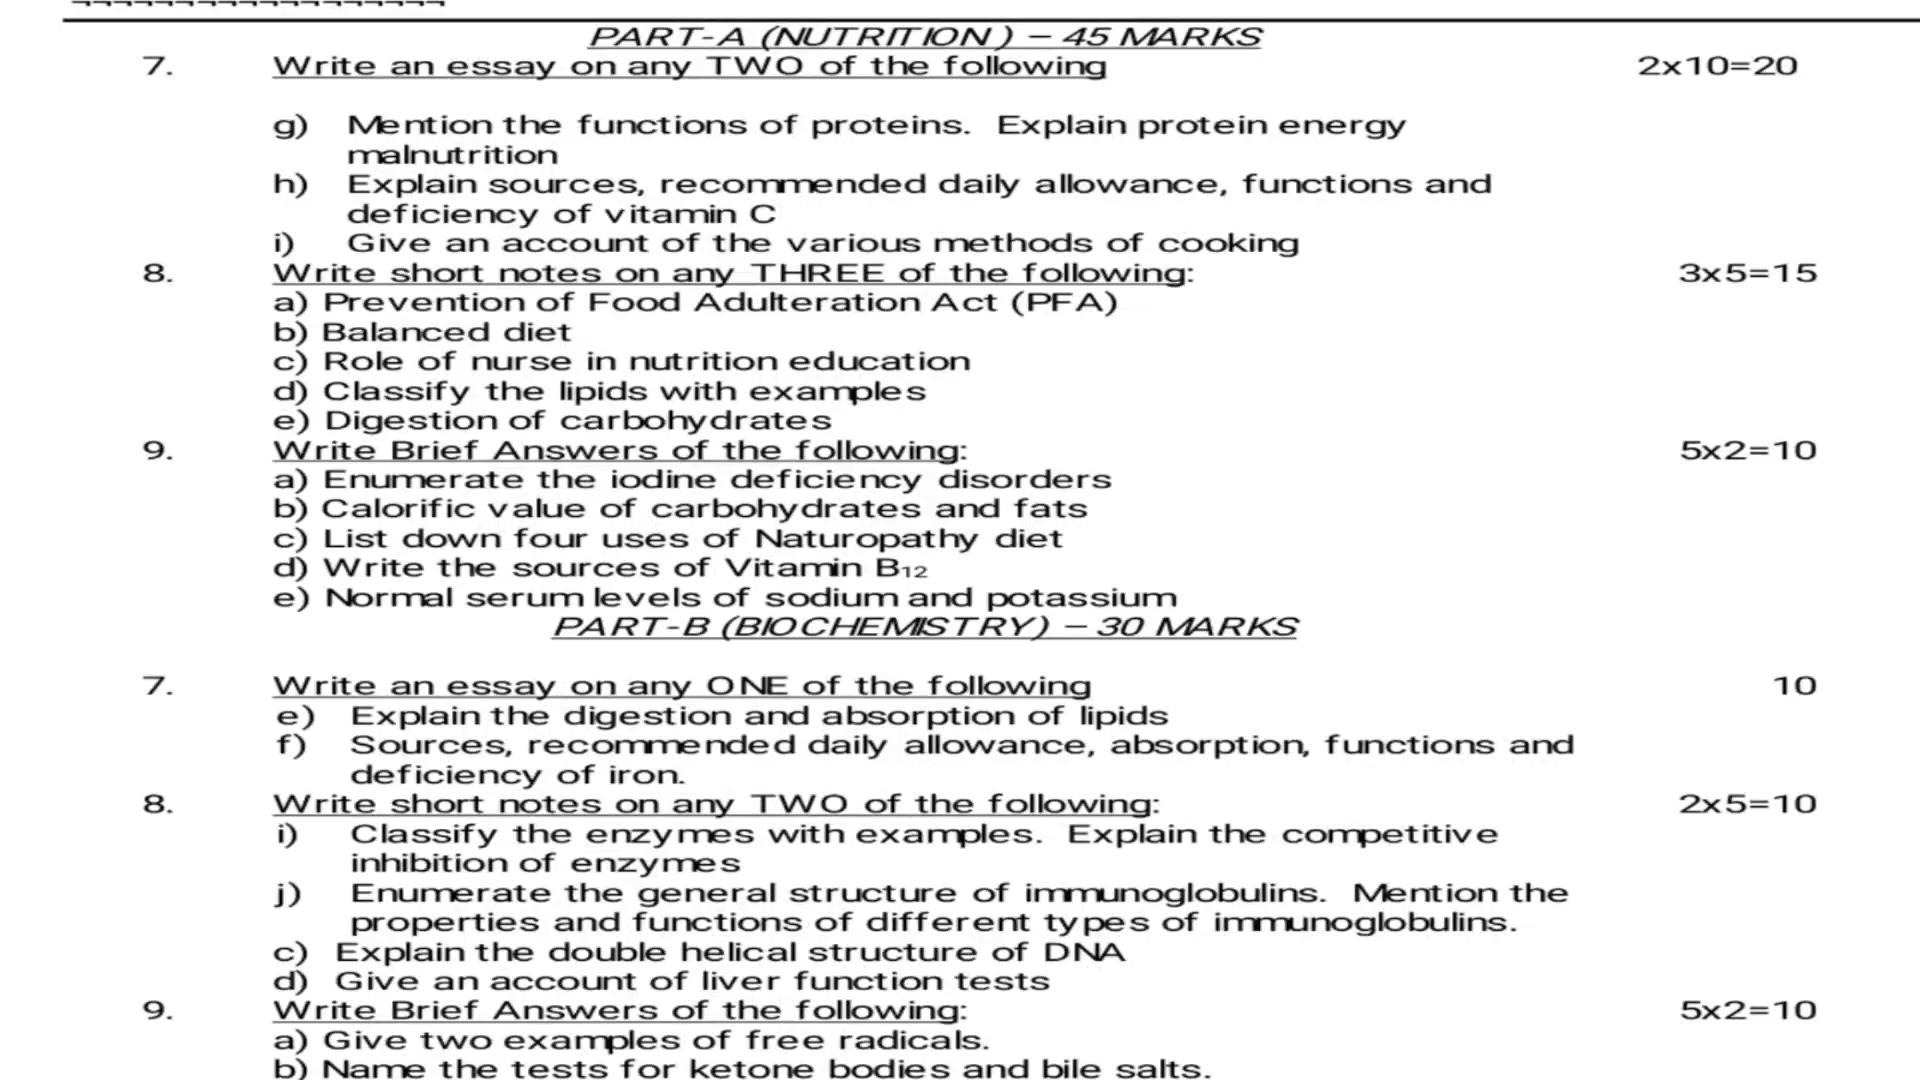 PART-A (NUTRITION) – 45 MARKS
7. Write an essay on any TWO of the following 2x10=20
g) Mention the functions of proteins. Explain protein energy
malnutrition
h) Explain sources, recommended daily allowance, functions and
deficiency of vitamin C
i) Give an account of the various methods of cooking
8. Write short notes on any THREE of the following: 3x5=15
a) Prevention of Food Adulteration Act (PFA)
b) Balanced diet
c) Role of nurse in nutrition education
d) Classify the lipids with examples
e) Digestion of carbohydrates
9. Write Brief Answers of the following: 5x2=10
a) Enumerate the iodine deficiency disorders
b) Calorific value of carbohydrates and fats
c) List down four uses of Naturopathy diet
d) Write the sources of Vitamin B₁₂
e) Normal serum levels of sodium and potassium
PART-B (BIOCHEMISTRY) – 30 MARKS
7. Write an essay on any ONE of the following 10
e) Explain the digestion and absorption of lipids
f) Sources, recommended daily allowance, absorption, functions and
deficiency of iron.
8. Write short notes on any TWO of the following: 2x5=10
i) Classify the enzymes with examples. Explain the competitive
inhibition of enzymes
j) Enumerate the general structure of immunoglobulins. Mention the
properties and functions of different types of immunoglobulins.
c) Explain the double helical structure of DNA
d) Give an account of liver function tests
9. Write Brief Answers of the following: 5x2=10
a) Give two examples of free radicals.
b) Name the tests for ketone bodies and bile salts.